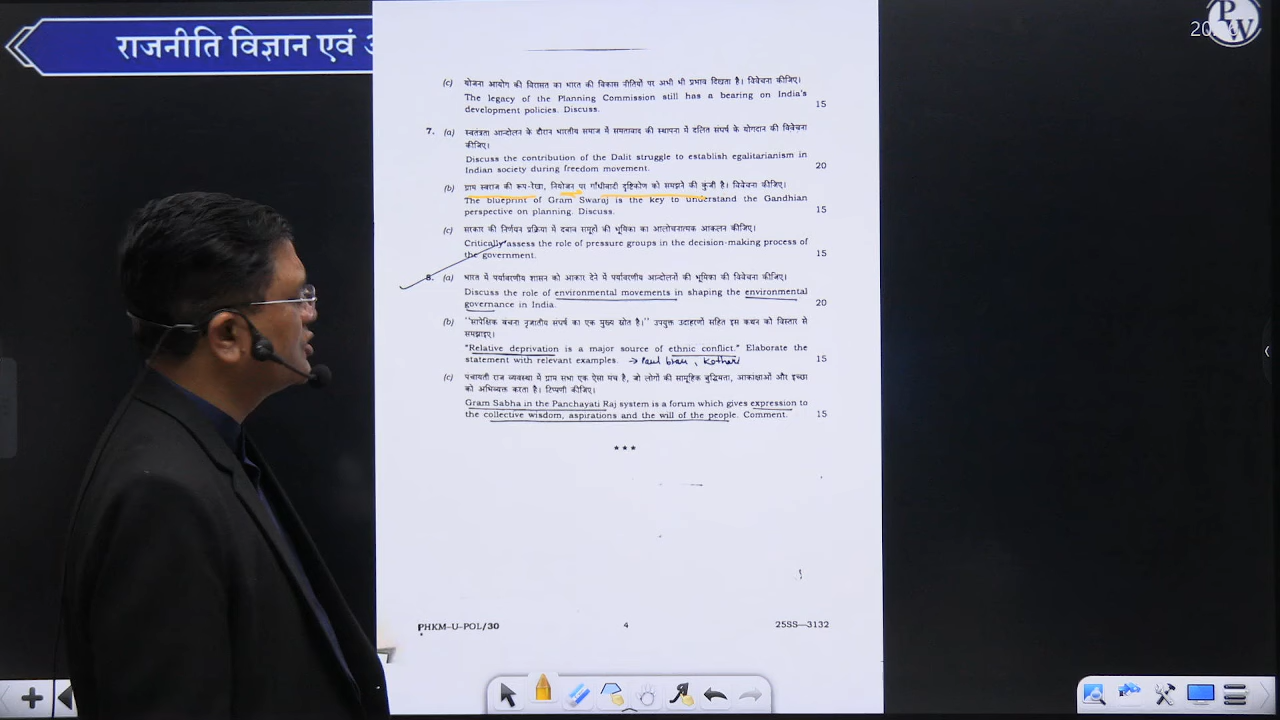 राजनीति विज्ञान एवं
(c) योजना आयोग की विरासत का भारत की विकास नीतियों पर अभी भी प्रभाव दिखता है। विवेचना कीजिए।
The legacy of the Planning Commission still has a bearing on India's
development policies. Discuss. 15
7. (a) स्वतंत्रता आन्दोलन के दौरान भारतीय समाज में समतावाद की स्थापना में दलित संघर्ष के योगदान की विवेचना
कीजिए।
Discuss the contribution of the Dalit struggle to establish egalitarianism in
Indian society during freedom movement. 20
(b) ग्राम स्वराज की रूप-रेखा, नियोजन पर गाँधीवादी दृष्टिकोण को समझने की कुंजी है। विवेचना कीजिए।
The blueprint of Gram Swaraj is the key to understand the Gandhian
perspective on planning. Discuss. 15
(c) सरकार की निर्णयन प्रक्रिया में दबाव समूहों की भूमिका का आलोचनात्मक आकलन कीजिए।
Critically assess the role of pressure groups in the decision-making process of
the government. 15
8. (a) भारत में पर्यावरणीय शासन को आकार देने में पर्यावरणीय आन्दोलनों की भूमिका की विवेचना कीजिए।
Discuss the role of environmental movements in shaping the environmental
governance in India. 20
(b) "सापेक्षिक वंचना नृजातीय संघर्ष का एक मुख्य स्रोत है।" उपयुक्त उदाहरणों सहित इस कथन को विस्तार से
समझाइए।
"Relative deprivation is a major source of ethnic conflict." Elaborate the
statement with relevant examples. → Paul 15
(c) पंचायती राज व्यवस्था में ग्राम सभा एक ऐसा मंच है, जो लोगों की सामूहिक बुद्धिमता, आकांक्षाओं और इच्छा
को अभिव्यक्त करता है। टिप्पणी कीजिए।
Gram Sabha in the Panchayati Raj system is a forum which gives expression to
the collective wisdom, aspirations and the will of the people. Comment. 15
★★★
PHKM-U-POL/30 4 25SS—3132